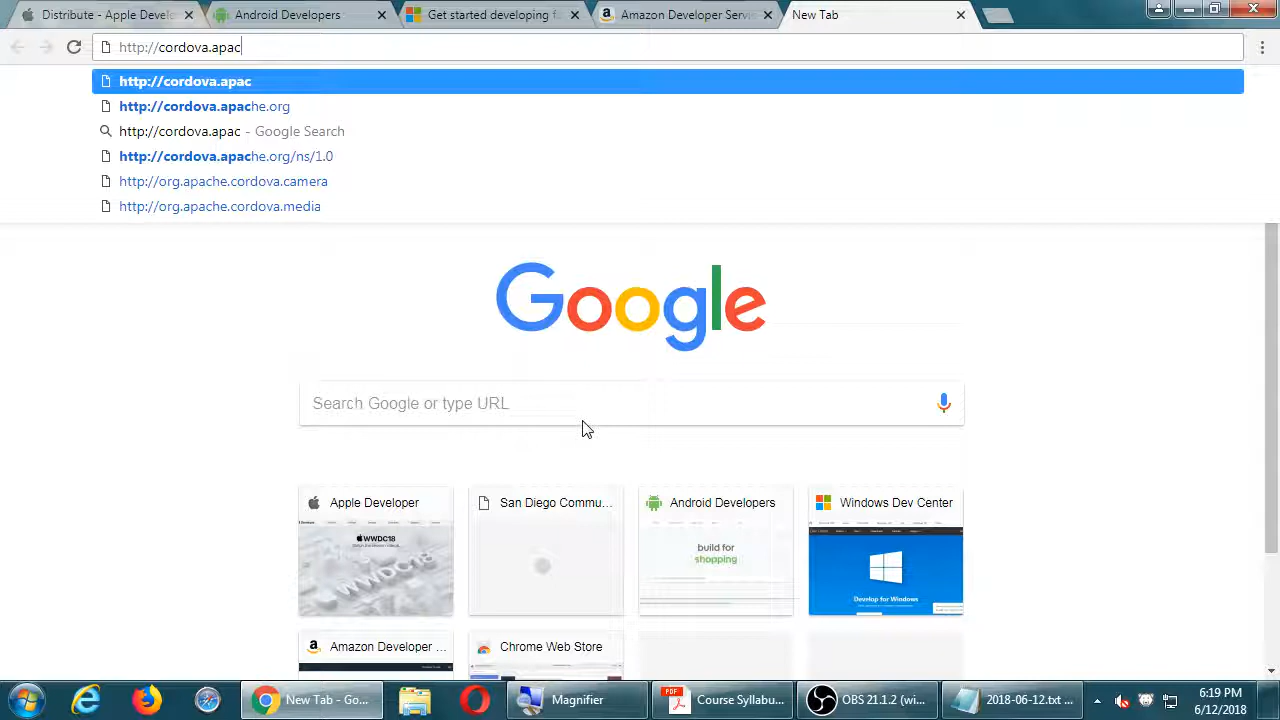 Distribute - Apple Develo
Android Developers
Get started developing
Amazon Developer Servi
New Tab
http://cordova.apac
http://cordova.apac
http://cordova.apache.org
http://cordova.apac - Google Search
http://cordova.apache.org/ns/1.0
http://org.apache.cordova.camera
http://org.apache.cordova.media
Google
Search Google or type URL
Apple Developer
San Diego Commu...
Android Developers
Windows Dev Center
WWDC18
WWDC18
build for
shopping
Develop for Windows
Amazon Developer ...
Chrome Web Store
New Tab - Go...
Magnifier
PDF
Course Syllabu...
OBS 21.1.2 (wi...
2018-06-12.txt ...
6:19 PM
6/12/2018